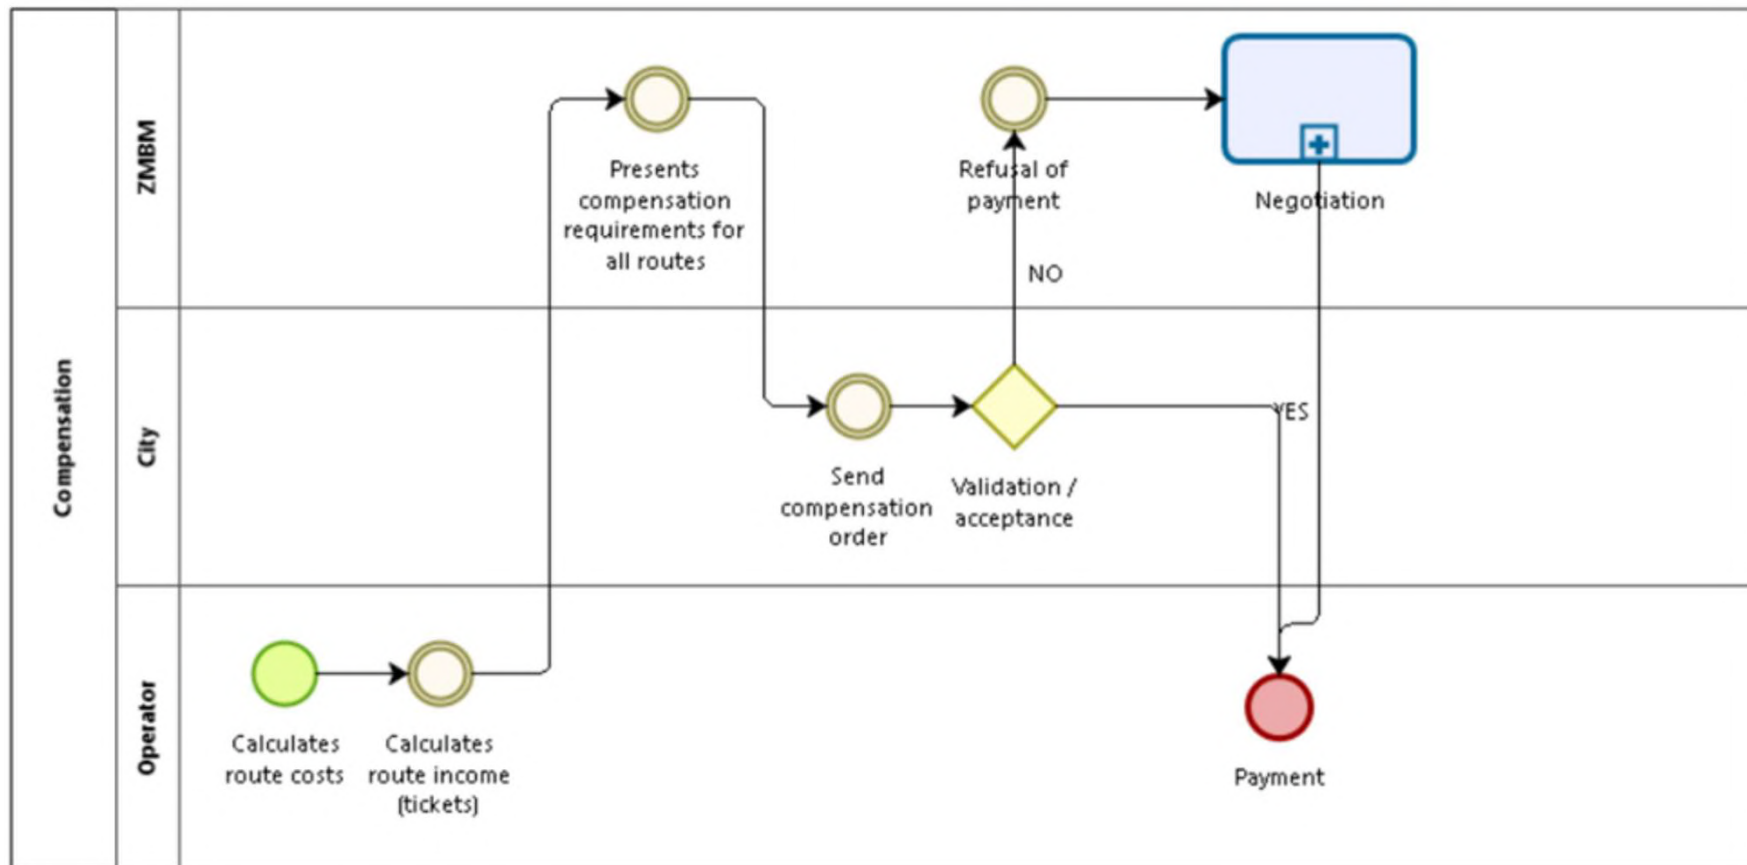 Compensation
ZMBM
Presents
compensation
requirements for
all routes
Refusal of
payment
Negotiation
NO
City
Send
compensation
order
Validation /
acceptance
YES
Operator
Calculates
route costs
Calculates
route income
(tickets)
Payment